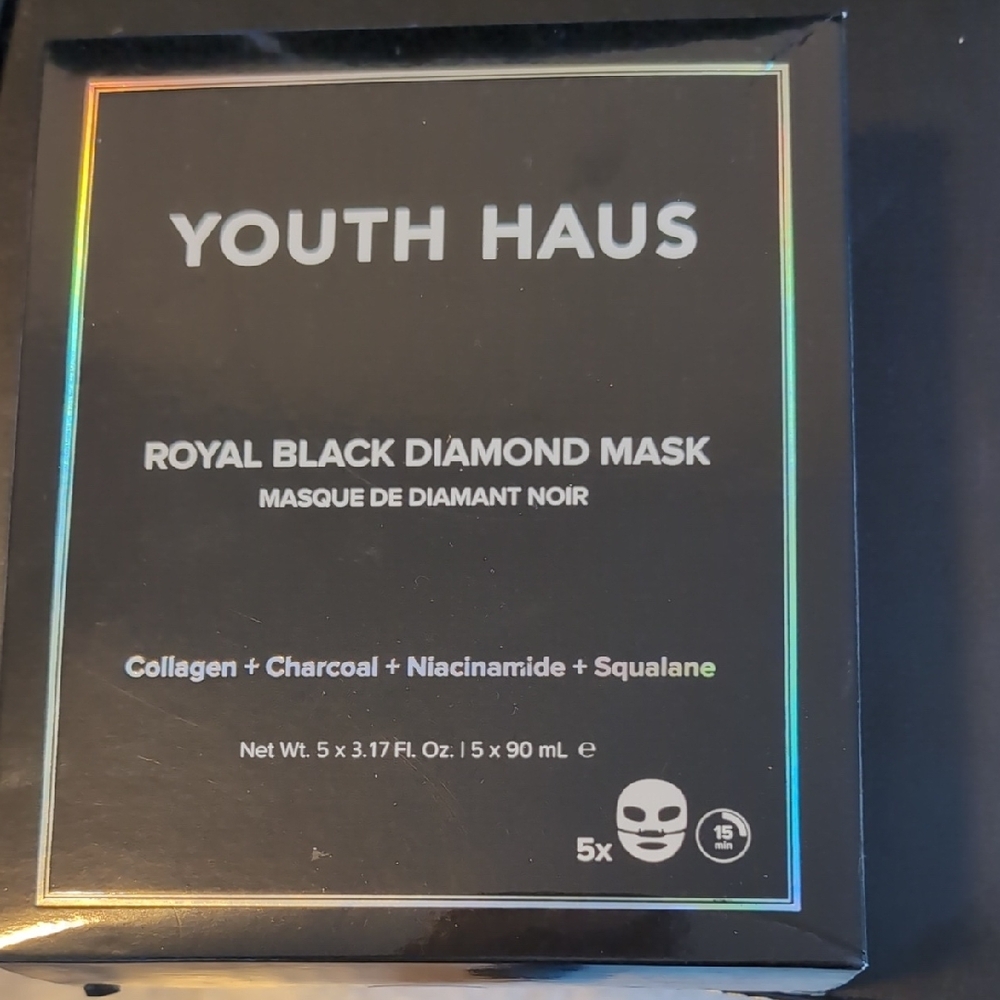 YOUTH HAUS
ROYAL BLACK DIAMOND MASK
MASQUE DE DIAMANT NOIR
Collagen + Charcoal + Niacinamide + Squalane
Net Wt. 5 x 3.17 Fl. Oz. | 5 x 90 mL ℮
5x
15
min